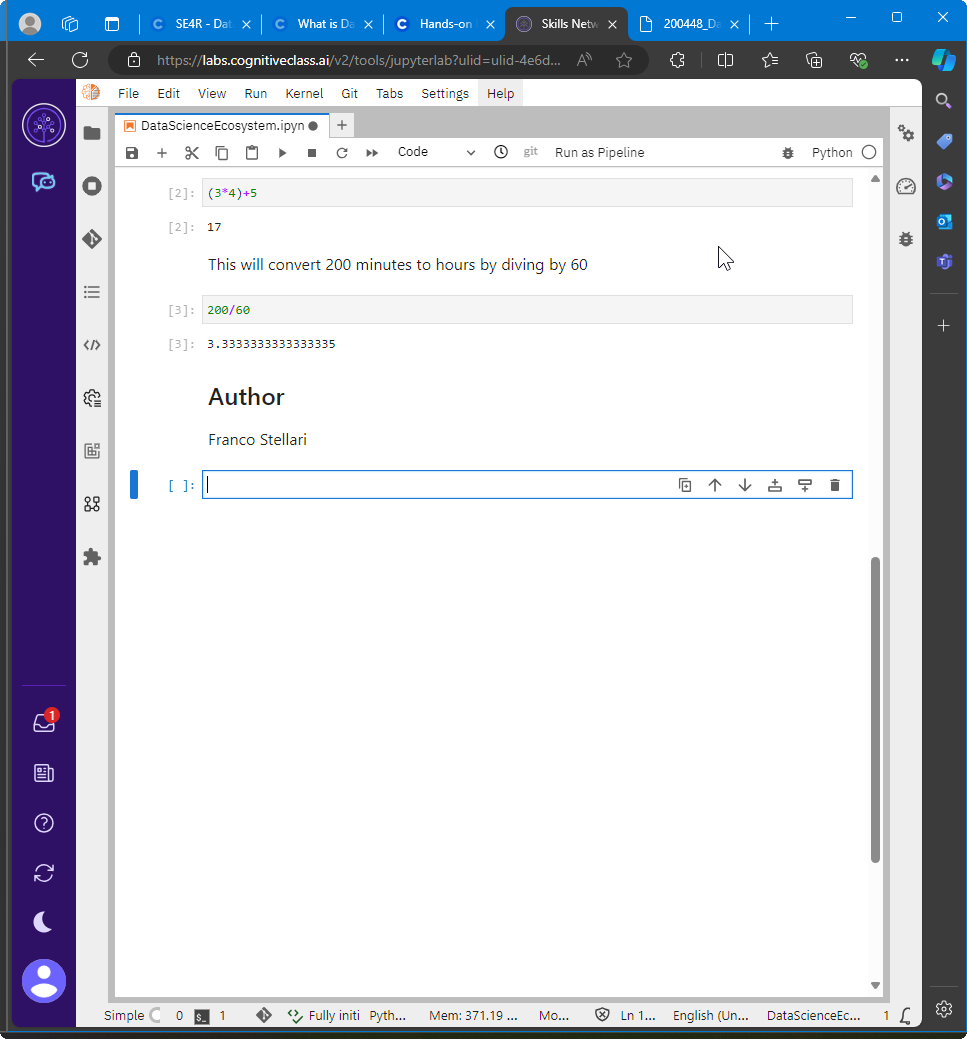 SE4R - Dat
What is Da
Hands-on
Skills Netw
200448_Da
https://labs.cognitiveclass.ai/v2/tools/jupyterlab?ulid=ulid-4e6d...
File Edit View Run Kernel Git Tabs Settings Help
DataScienceEcosystem.ipyn
Code
git
Run as Pipeline
Python
[2]: (3*4)+5
[2]: 17
This will convert 200 minutes to hours by diving by 60
[3]: 200/60
[3]: 3.3333333333333335
Author
Franco Stellari
[ ]:
1
Simple 0 1 Fully initi Pyth... Mem: 371.19 ... Mo... Ln 1... English (Un... DataScienceEc... 1